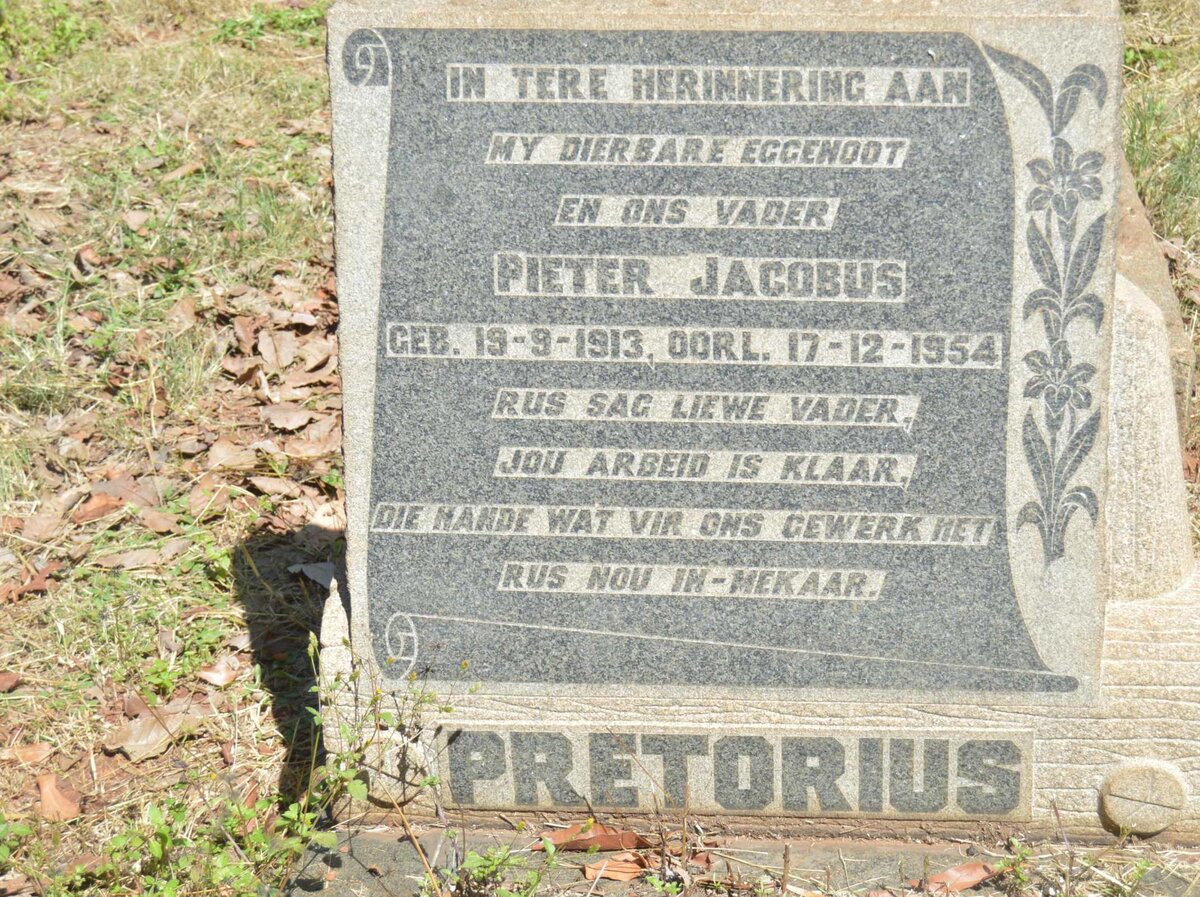 IN TERE HERINNERING AAN
MY DIERBARE EGGENOOT
EN ONS VADER
PIETER JACOBUS
GEB. 19-9-1913, OORL. 17-12-1954
RUS SAG LIEWE VADER,
JOU ARBEID IS KLAAR,
DIE HANDE WAT VIR ONS GEWERK HET
RUS NOU IN-MEKAAR.
PRETORIUS